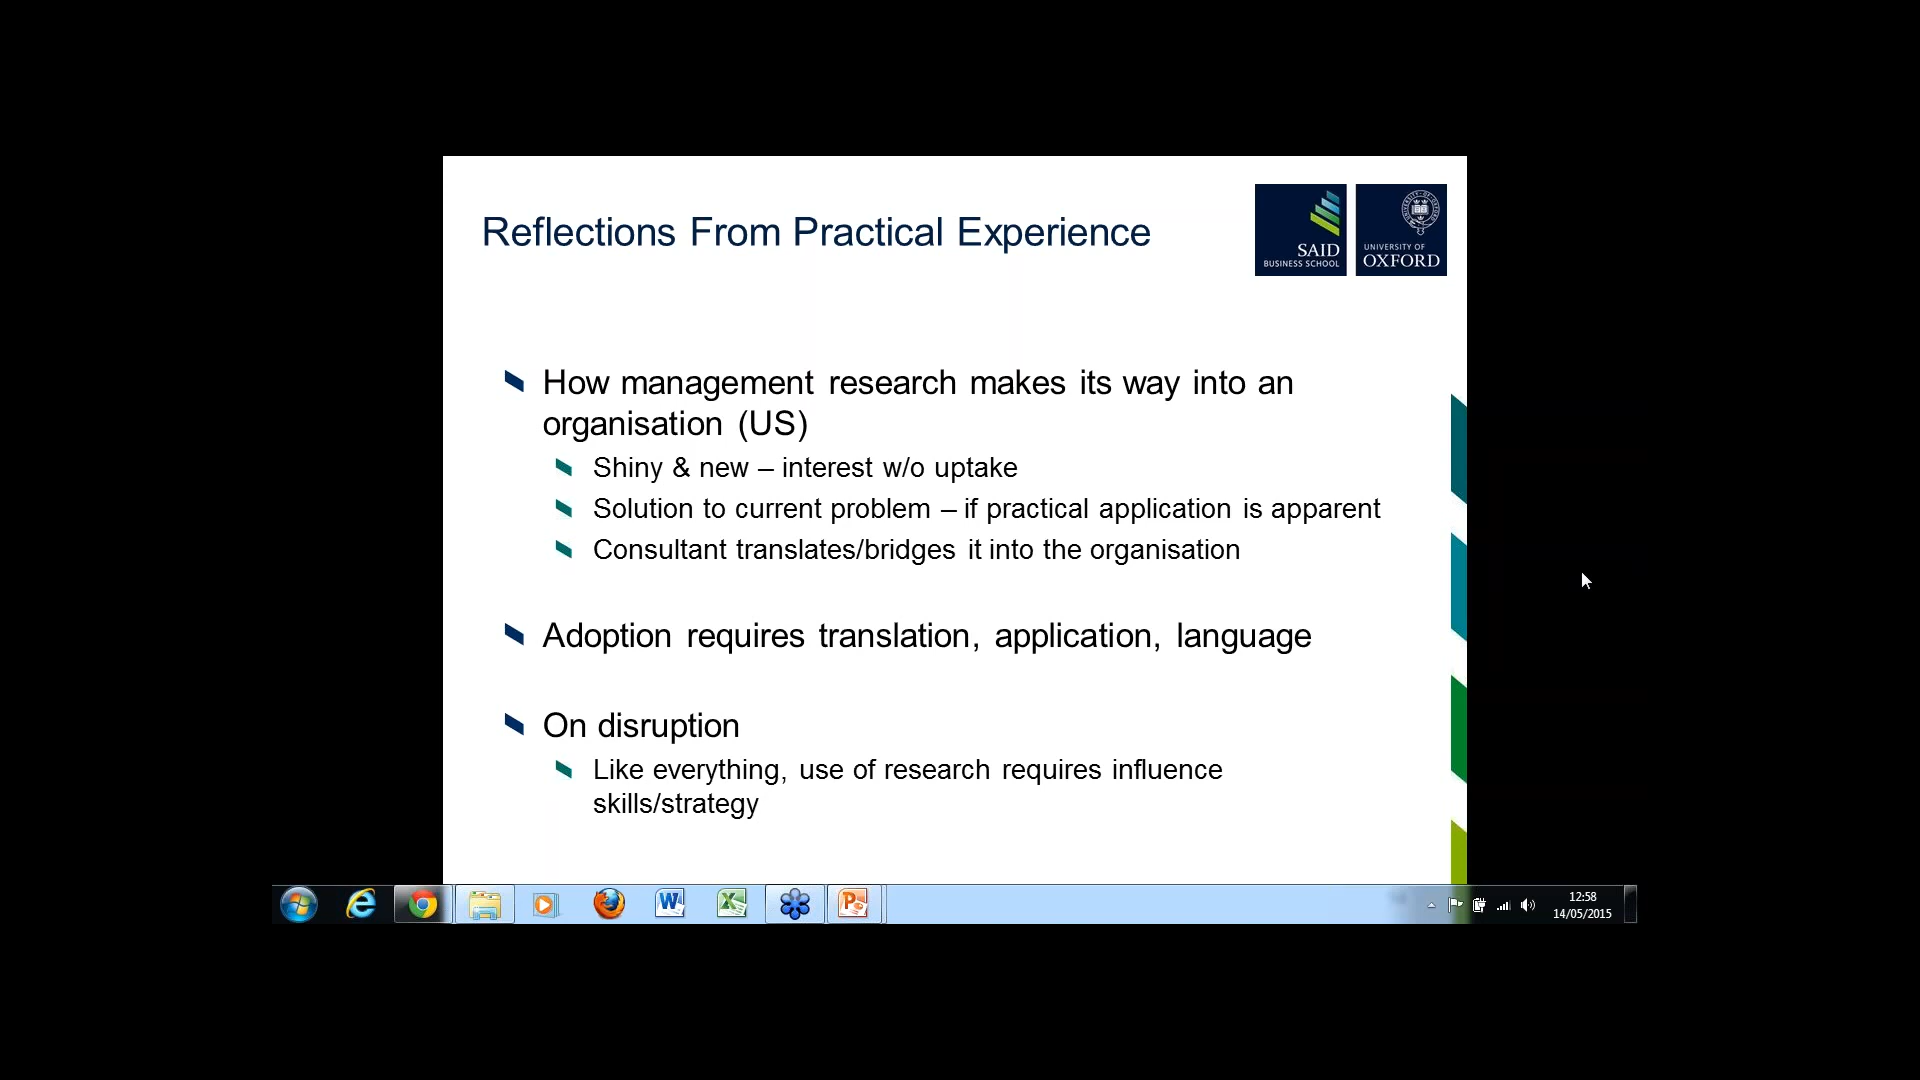 Reflections From Practical Experience
SAID
BUSINESS SCHOOL
UNIVERSITY OF
OXFORD
How management research makes its way into an
organisation (US)
Shiny & new – interest w/o uptake
Solution to current problem – if practical application is apparent
Consultant translates/bridges it into the organisation
Adoption requires translation, application, language
On disruption
Like everything, use of research requires influence
skills/strategy
12:58
14/05/2015